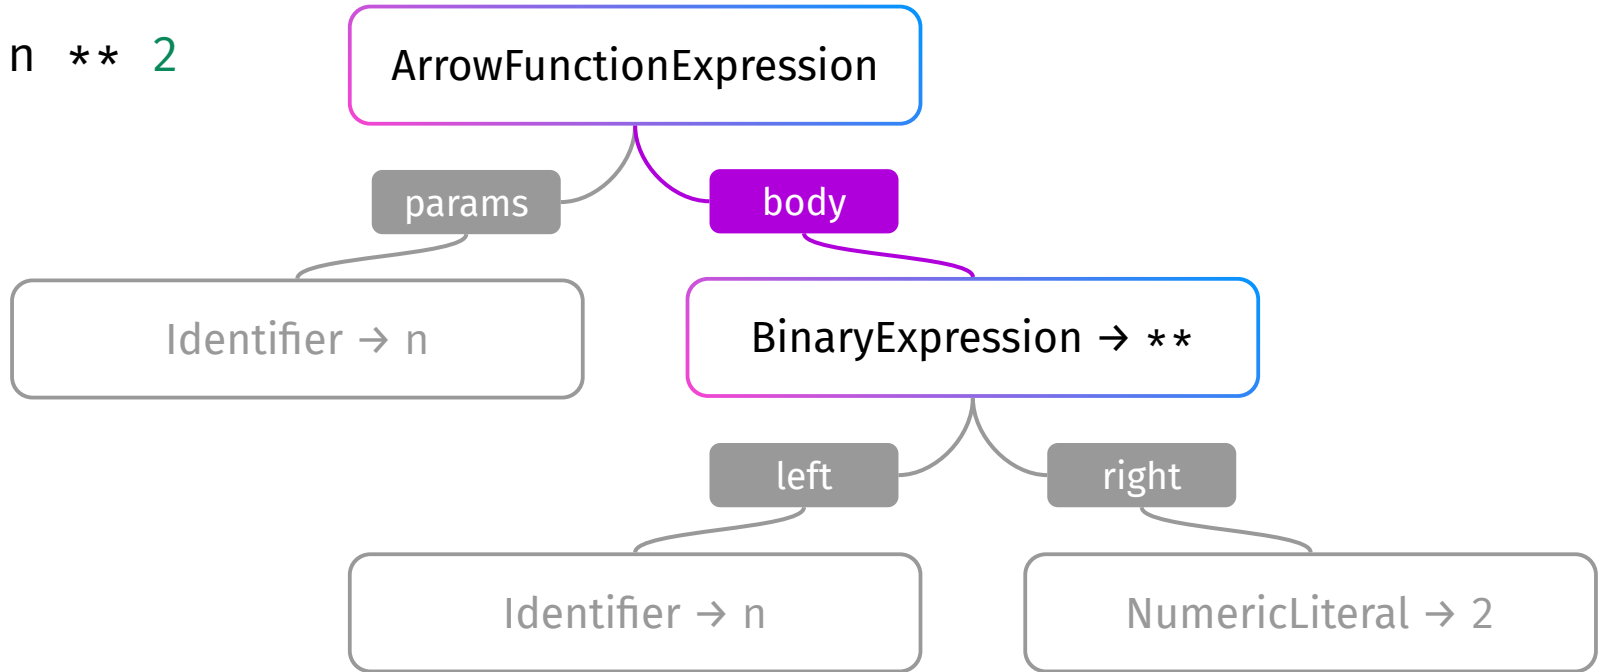 n ** 2
ArrowFunctionExpression
params
body
Identifier → n
BinaryExpression → **
left
right
Identifier → n
NumericLiteral → 2